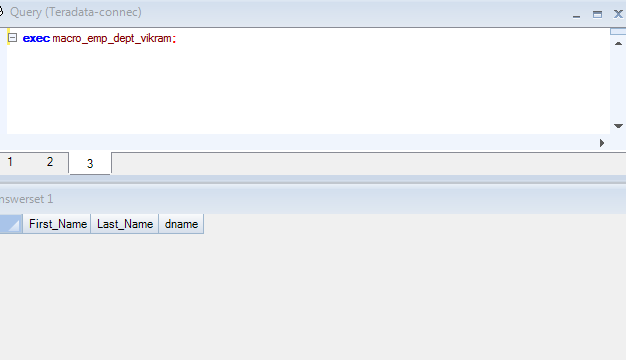 Query (Teradata-connec)
exec macro_emp_dept_vikram;
1 2 3
nswerset 1
First_Name Last_Name dname